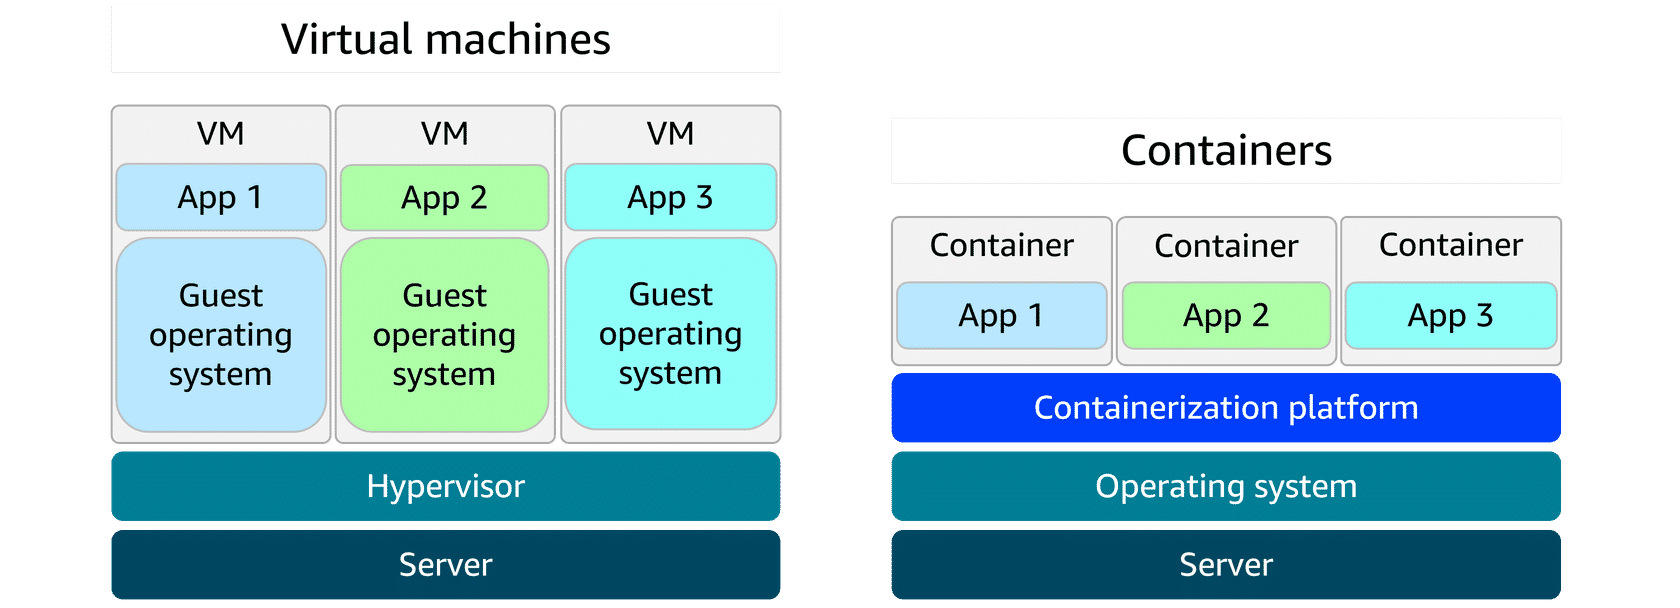 Virtual machines
VM
App 1
Guest
operating
system
VM
App 2
Guest
operating
system
VM
App 3
Guest
operating
system
Hypervisor
Server
Containers
Container
App 1
Container
App 2
Container
App 3
Containerization platform
Operating system
Server